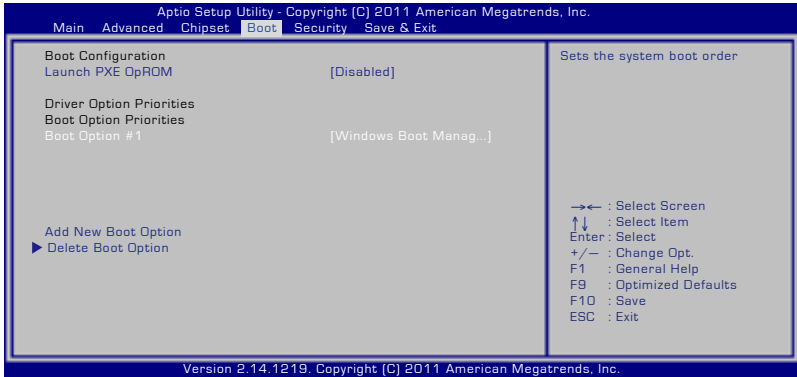 Aptio Setup Utility - Copyright (C) 2011 American Megatrends, Inc.
Main Advanced Chipset Boot Security Save & Exit
Boot Configuration
Launch PXE OpROM [Disabled]
Driver Option Priorities
Boot Option Priorities
Boot Option #1 [Windows Boot Manag...]
Add New Boot Option
Delete Boot Option
Sets the system boot order
→← : Select Screen
↑↓ : Select Item
Enter : Select
+/— : Change Opt.
F1 : General Help
F9 : Optimized Defaults
F10 : Save
ESC : Exit
Version 2.14.1219. Copyright (C) 2011 American Megatrends, Inc.